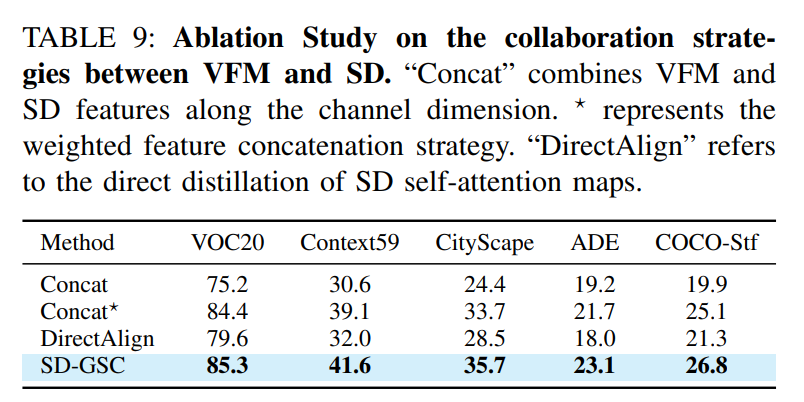 TABLE 9: Ablation Study on the collaboration strate-
gies between VFM and SD. “Concat” combines VFM and
SD features along the channel dimension. * represents the
weighted feature concatenation strategy. “DirectAlign” refers
to the direct distillation of SD self-attention maps.
Method VOC20 Context59 CityScape ADE COCO-Stf
Concat 75.2 30.6 24.4 19.2 19.9
Concat* 84.4 39.1 33.7 21.7 25.1
DirectAlign 79.6 32.0 28.5 18.0 21.3
SD-GSC 85.3 41.6 35.7 23.1 26.8